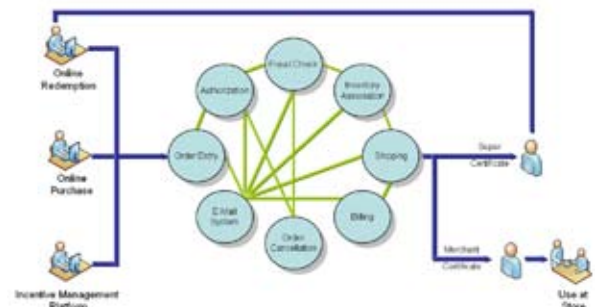 Online
Redemption
Online
Purchase
Incentive Management
Platform
Order Entry
Authorization
Fraud Check
Inventory
Association
Shipping
Billing
Order
Cancellation
E-Mail
System
Super
Certificate
Merchant
Certificate
Use at
Store